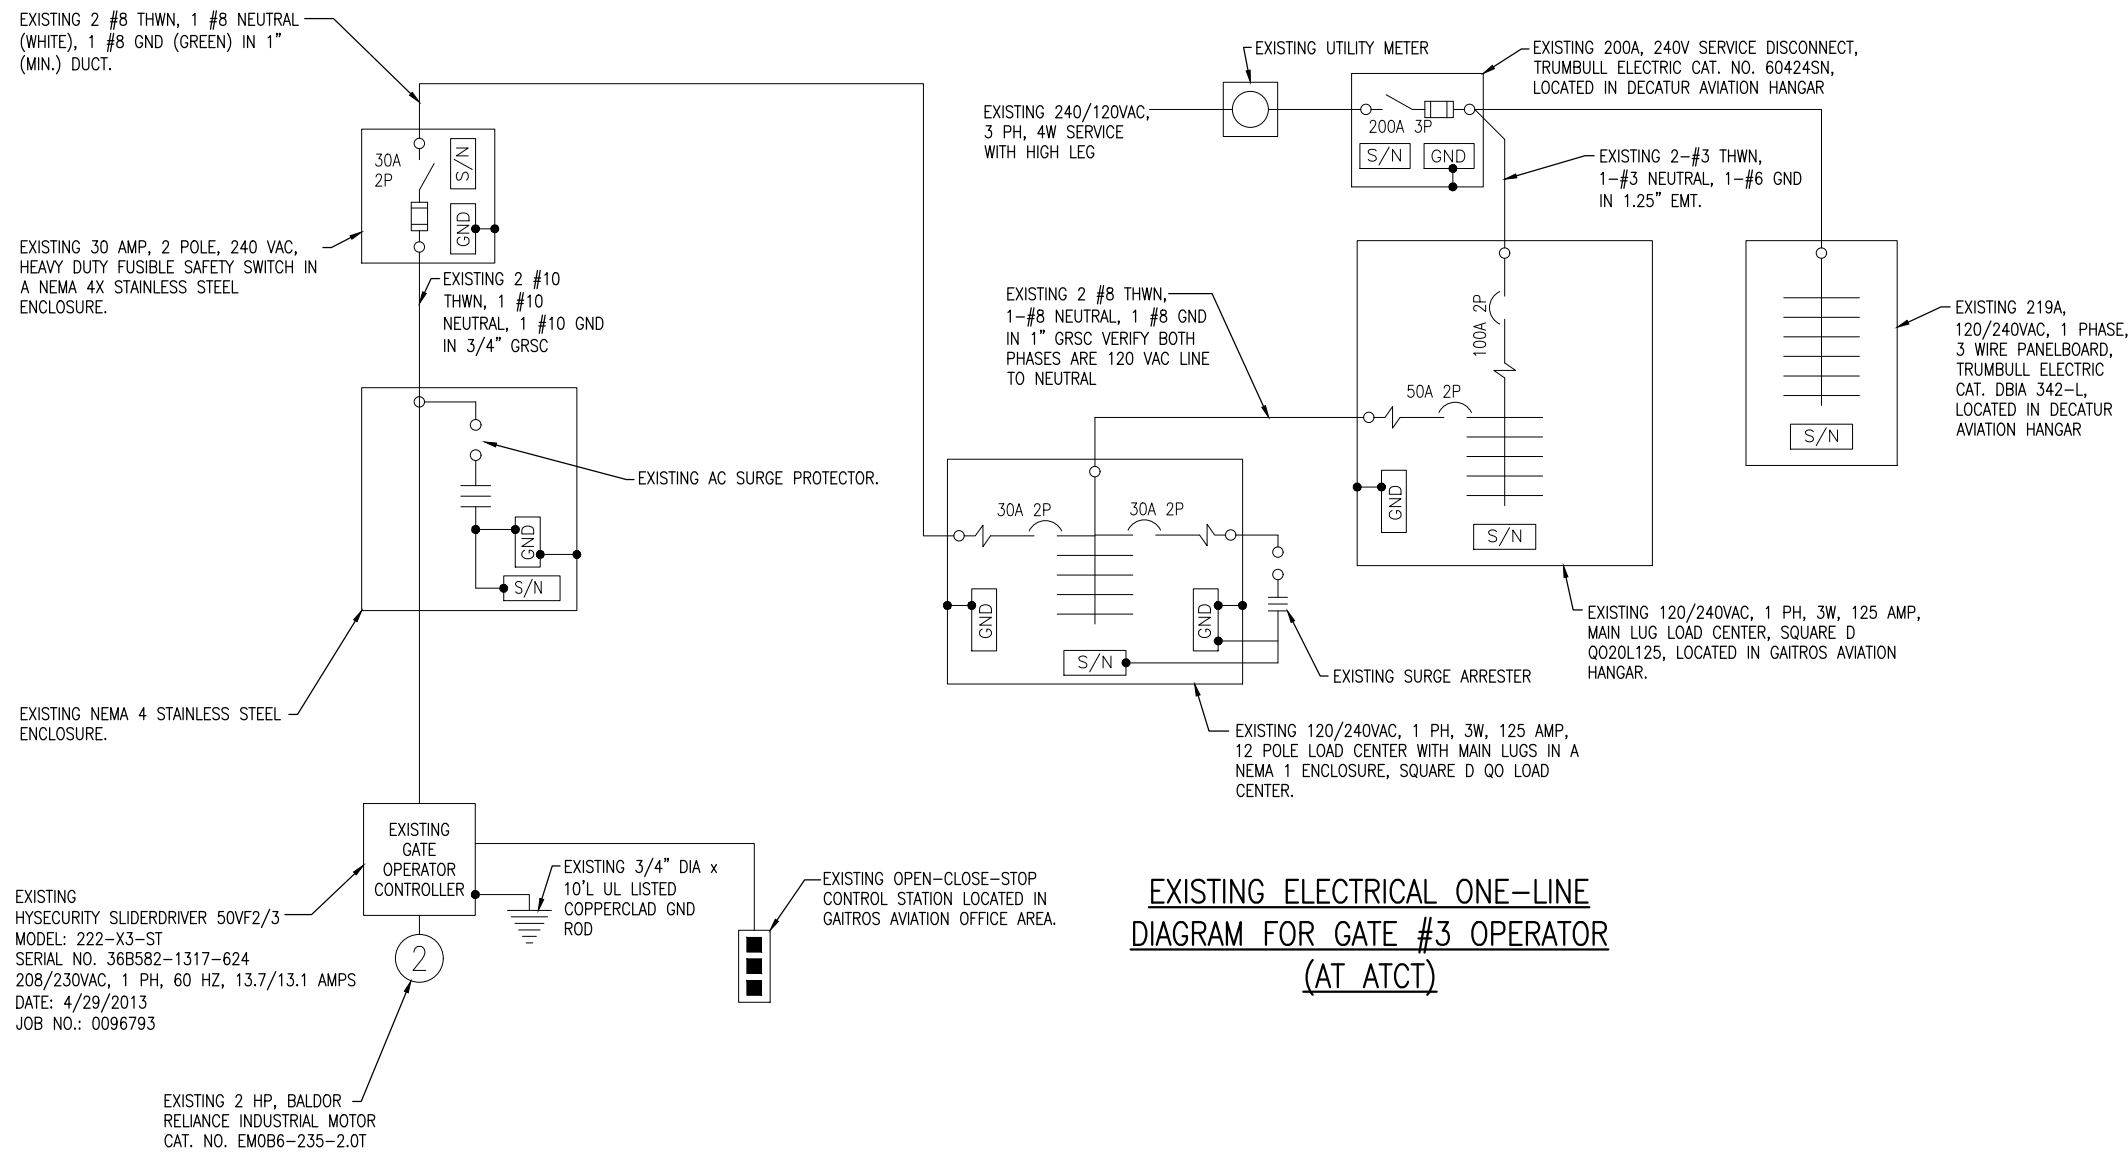 EXISTING 2 #8 THWN, 1 #8 NEUTRAL
(WHITE), 1 #8 GND (GREEN) IN 1”
(MIN.) DUCT.
30A
2P
S/N
GND
EXISTING 30 AMP, 2 POLE, 240 VAC,
HEAVY DUTY FUSIBLE SAFETY SWITCH IN
A NEMA 4X STAINLESS STEEL
ENCLOSURE.
EXISTING 2 #10
THWN, 1 #10
NEUTRAL, 1 #10 GND
IN 3/4” GRSC
EXISTING AC SURGE PROTECTOR.
GND
S/N
EXISTING NEMA 4 STAINLESS STEEL
ENCLOSURE.
EXISTING
GATE
OPERATOR
CONTROLLER
EXISTING
HYSECURITY SLIDERDRIVER 50VF2/3
MODEL: 222-X3-ST
SERIAL NO. 36B582-1317-624
208/230VAC, 1 PH, 60 HZ, 13.7/13.1 AMPS
DATE: 4/29/2013
JOB NO.: 0096793
2
EXISTING 2 HP, BALDOR
RELIANCE INDUSTRIAL MOTOR
CAT. NO. EM0B6-235-2.0T
EXISTING 3/4” DIA x
10'L UL LISTED
COPPERCLAD GND
ROD
EXISTING OPEN-CLOSE-STOP
CONTROL STATION LOCATED IN
GAITROS AVIATION OFFICE AREA.
EXISTING UTILITY METER
EXISTING 240/120VAC,
3 PH, 4W SERVICE
WITH HIGH LEG
200A 3P
S/N
GND
EXISTING 200A, 240V SERVICE DISCONNECT,
TRUMBULL ELECTRIC CAT. NO. 60424SN,
LOCATED IN DECATUR AVIATION HANGAR
EXISTING 2-#3 THWN,
1-#3 NEUTRAL, 1-#6 GND
IN 1.25” EMT.
EXISTING 2 #8 THWN,
1-#8 NEUTRAL, 1 #8 GND
IN 1” GRSC VERIFY BOTH
PHASES ARE 120 VAC LINE
TO NEUTRAL
100A 2P
50A 2P
GND
S/N
S/N
EXISTING 219A,
120/240VAC, 1 PHASE,
3 WIRE PANELBOARD,
TRUMBULL ELECTRIC
CAT. DBIA 342-L,
LOCATED IN DECATUR
AVIATION HANGAR
30A 2P
30A 2P
GND
GND
S/N
EXISTING SURGE ARRESTER
EXISTING 120/240VAC, 1 PH, 3W, 125 AMP,
MAIN LUG LOAD CENTER, SQUARE D
QO20L125, LOCATED IN GAITROS AVIATION
HANGAR.
EXISTING 120/240VAC, 1 PH, 3W, 125 AMP,
12 POLE LOAD CENTER WITH MAIN LUGS IN A
NEMA 1 ENCLOSURE, SQUARE D QO LOAD
CENTER.
EXISTING ELECTRICAL ONE-LINE
DIAGRAM FOR GATE #3 OPERATOR
(AT ATCT)